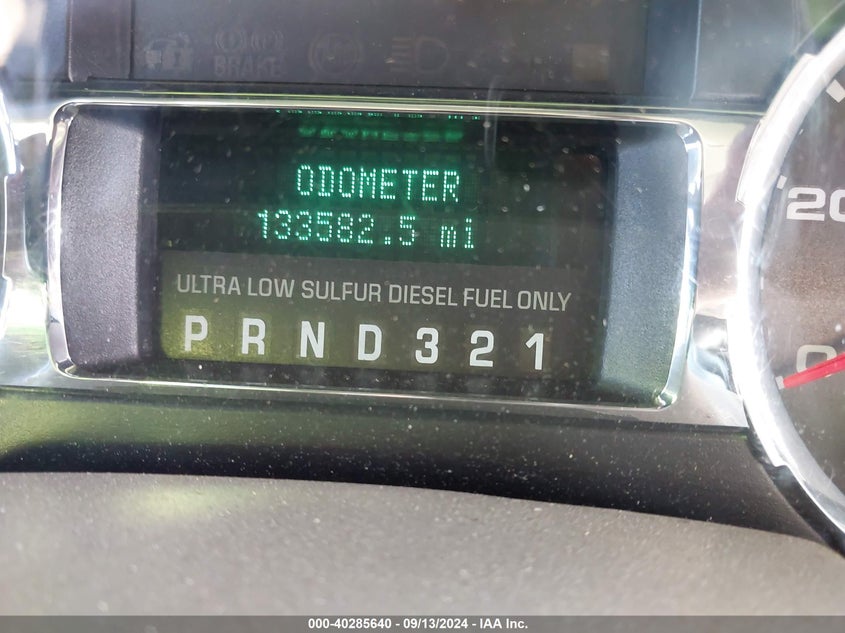 BRAKE
ODOMETER
133582.5 mi
ULTRA LOW SULFUR DIESEL FUEL ONLY
P R N D 3 2 1
20
0
000-40285640 - 09/13/2024 - IAA Inc.